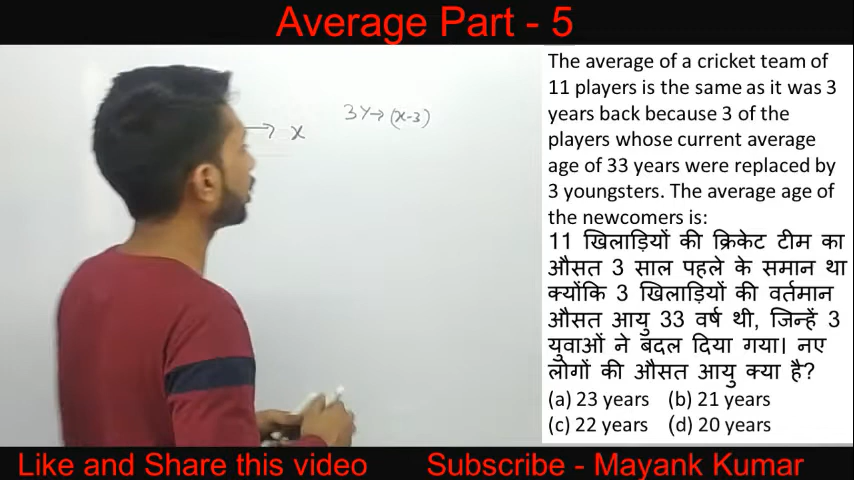 Average Part - 5
→ x
3Y→ (x-3)
The average of a cricket team of
11 players is the same as it was 3
years back because 3 of the
players whose current average
age of 33 years were replaced by
3 youngsters. The average age of
the newcomers is:
11 खिलाड़ियों की क्रिकेट टीम का
औसत 3 साल पहले के समान था
क्योंकि 3 खिलाड़ियों की वर्तमान
औसत आयु 33 वर्ष थी, जिन्हें 3
युवाओं ने बदल दिया गया। नए
लोगों की औसत आयु क्या है?
(a) 23 years (b) 21 years
(c) 22 years (d) 20 years
Like and Share this video Subscribe - Mayank Kumar